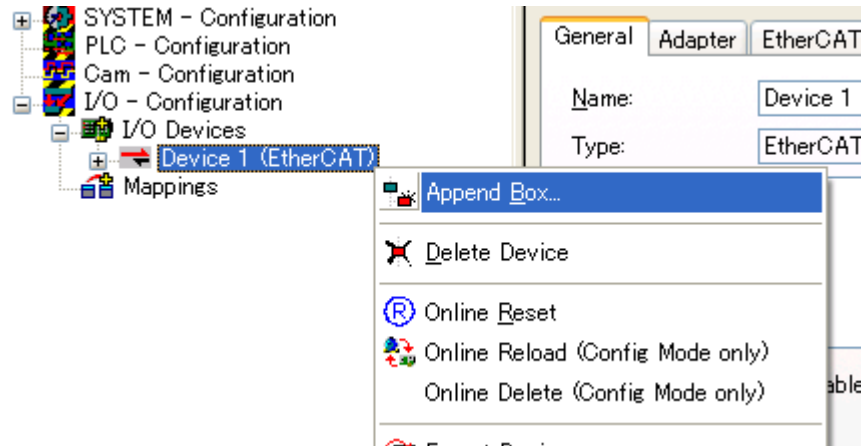 SYSTEM - Configuration
PLC - Configuration
Cam - Configuration
I/O - Configuration
I/O Devices
Device 1 (EtherCAT)
Mappings
General
Adapter
EtherCAT
Name:
Device 1
Type:
EtherCAT
Append Box...
Delete Device
Online Reset
Online Reload (Config Mode only)
Online Delete (Config Mode only)